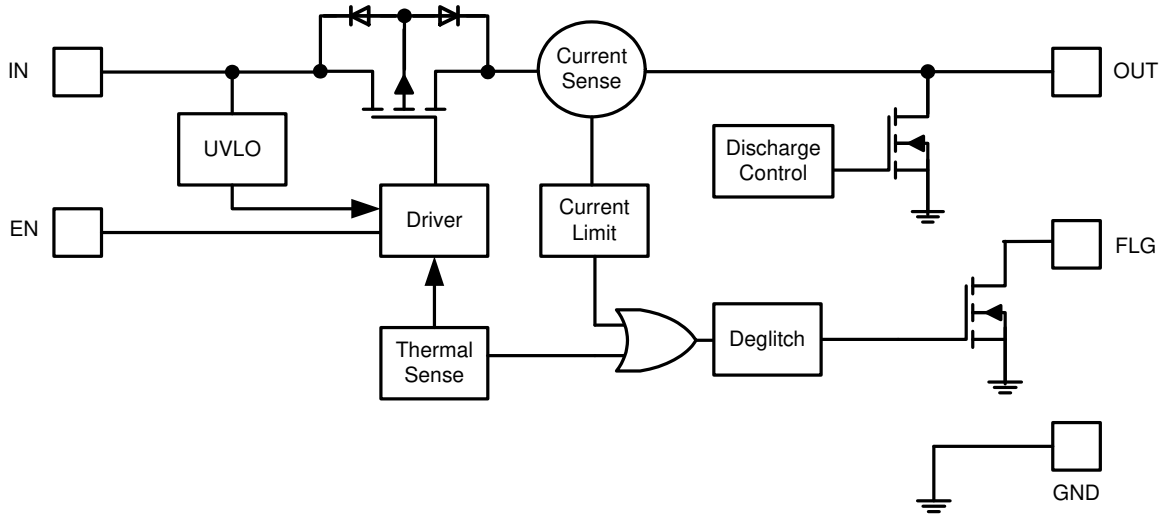 IN
Current
Sense
OUT
UVLO
Discharge
Control
EN
Driver
Current
Limit
FLG
Thermal
Sense
Deglitch
GND